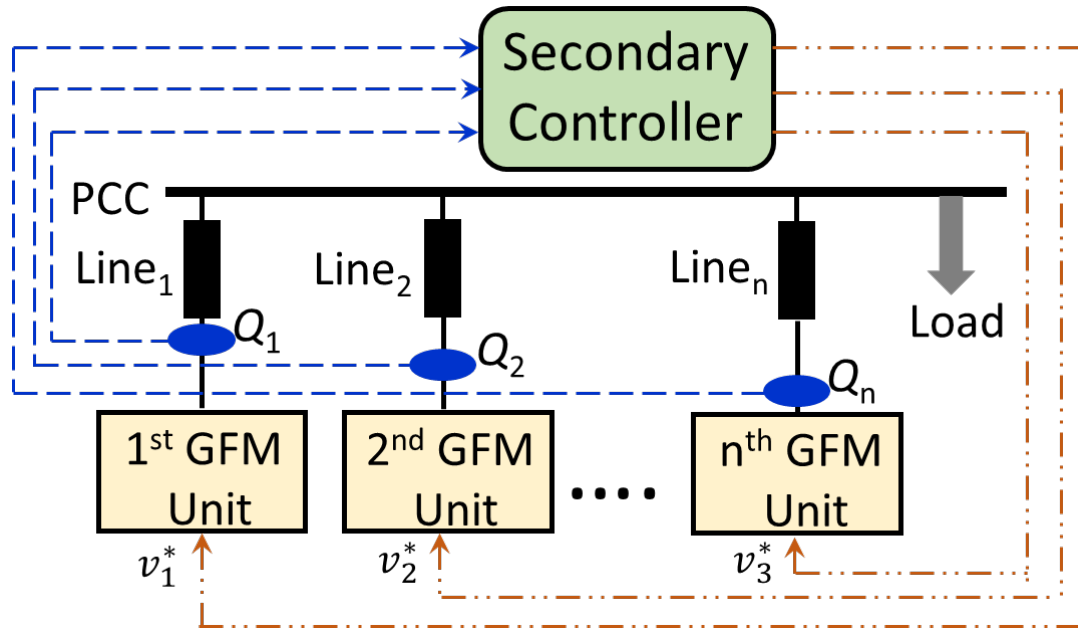 Secondary
Controller
PCC
Line₁
Line₂
Lineₙ
Load
Q₁
Q₂
Qₙ
1ˢᵗ GFM
Unit
2ⁿᵈ GFM
Unit
....
nᵗʰ GFM
Unit
v₁*
v₂*
v₃*